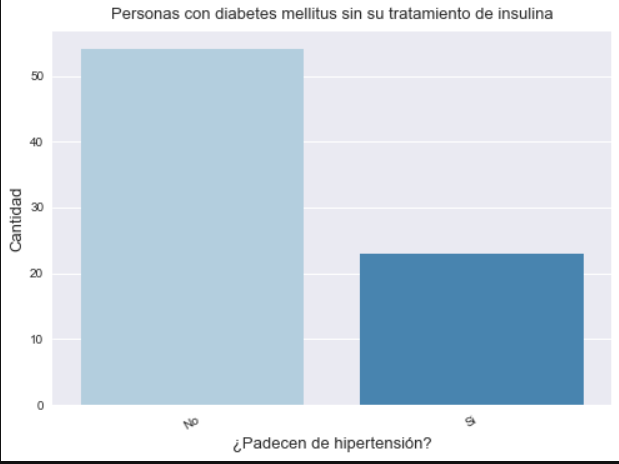 Personas con diabetes mellitus sin su tratamiento de insulina
50
40
30
20
10
0
Cantidad
No
Si
¿Padecen de hipertensión?